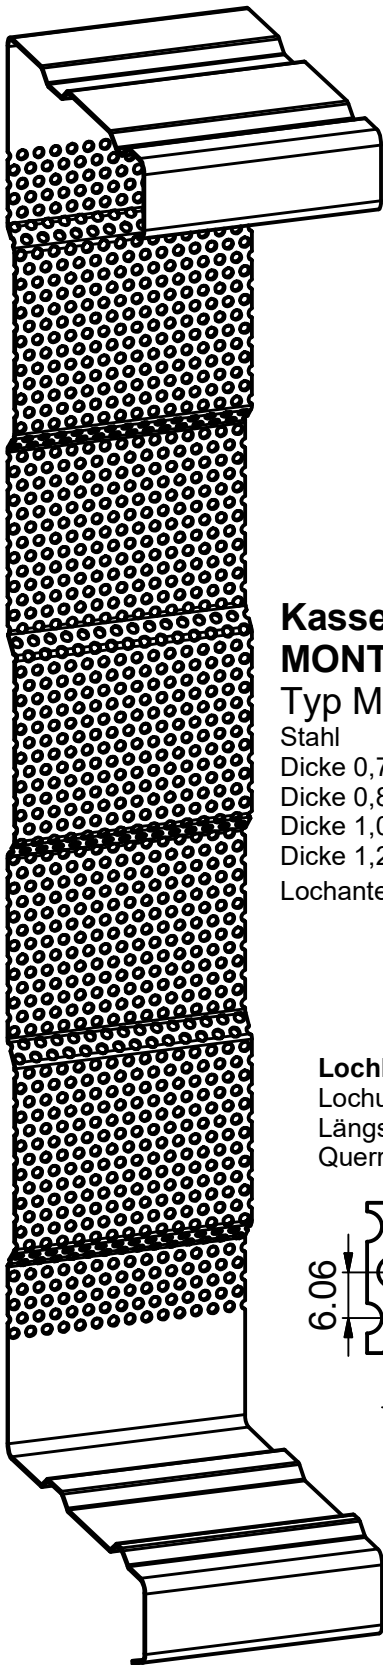 Kasse
MONT
Typ M
Stahl
Dicke 0,7
Dicke 0,8
Dicke 1,0
Dicke 1,2
Lochante
Loch
Lochu
Längs
Querr
6.06